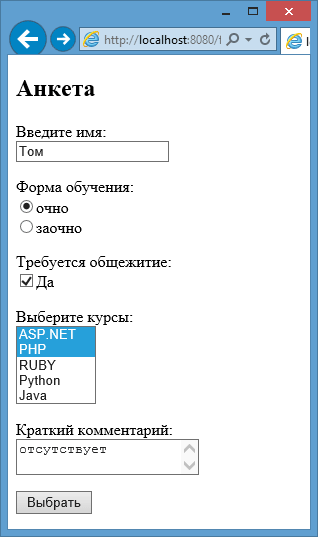 http://localhost:8080/f
Анкета
Введите имя:
Том
Форма обучения:
очно
заочно
Требуется общежитие:
Да
Выберите курсы:
ASP.NET
PHP
RUBY
Python
Java
Краткий комментарий:
отсутствует
Выбрать